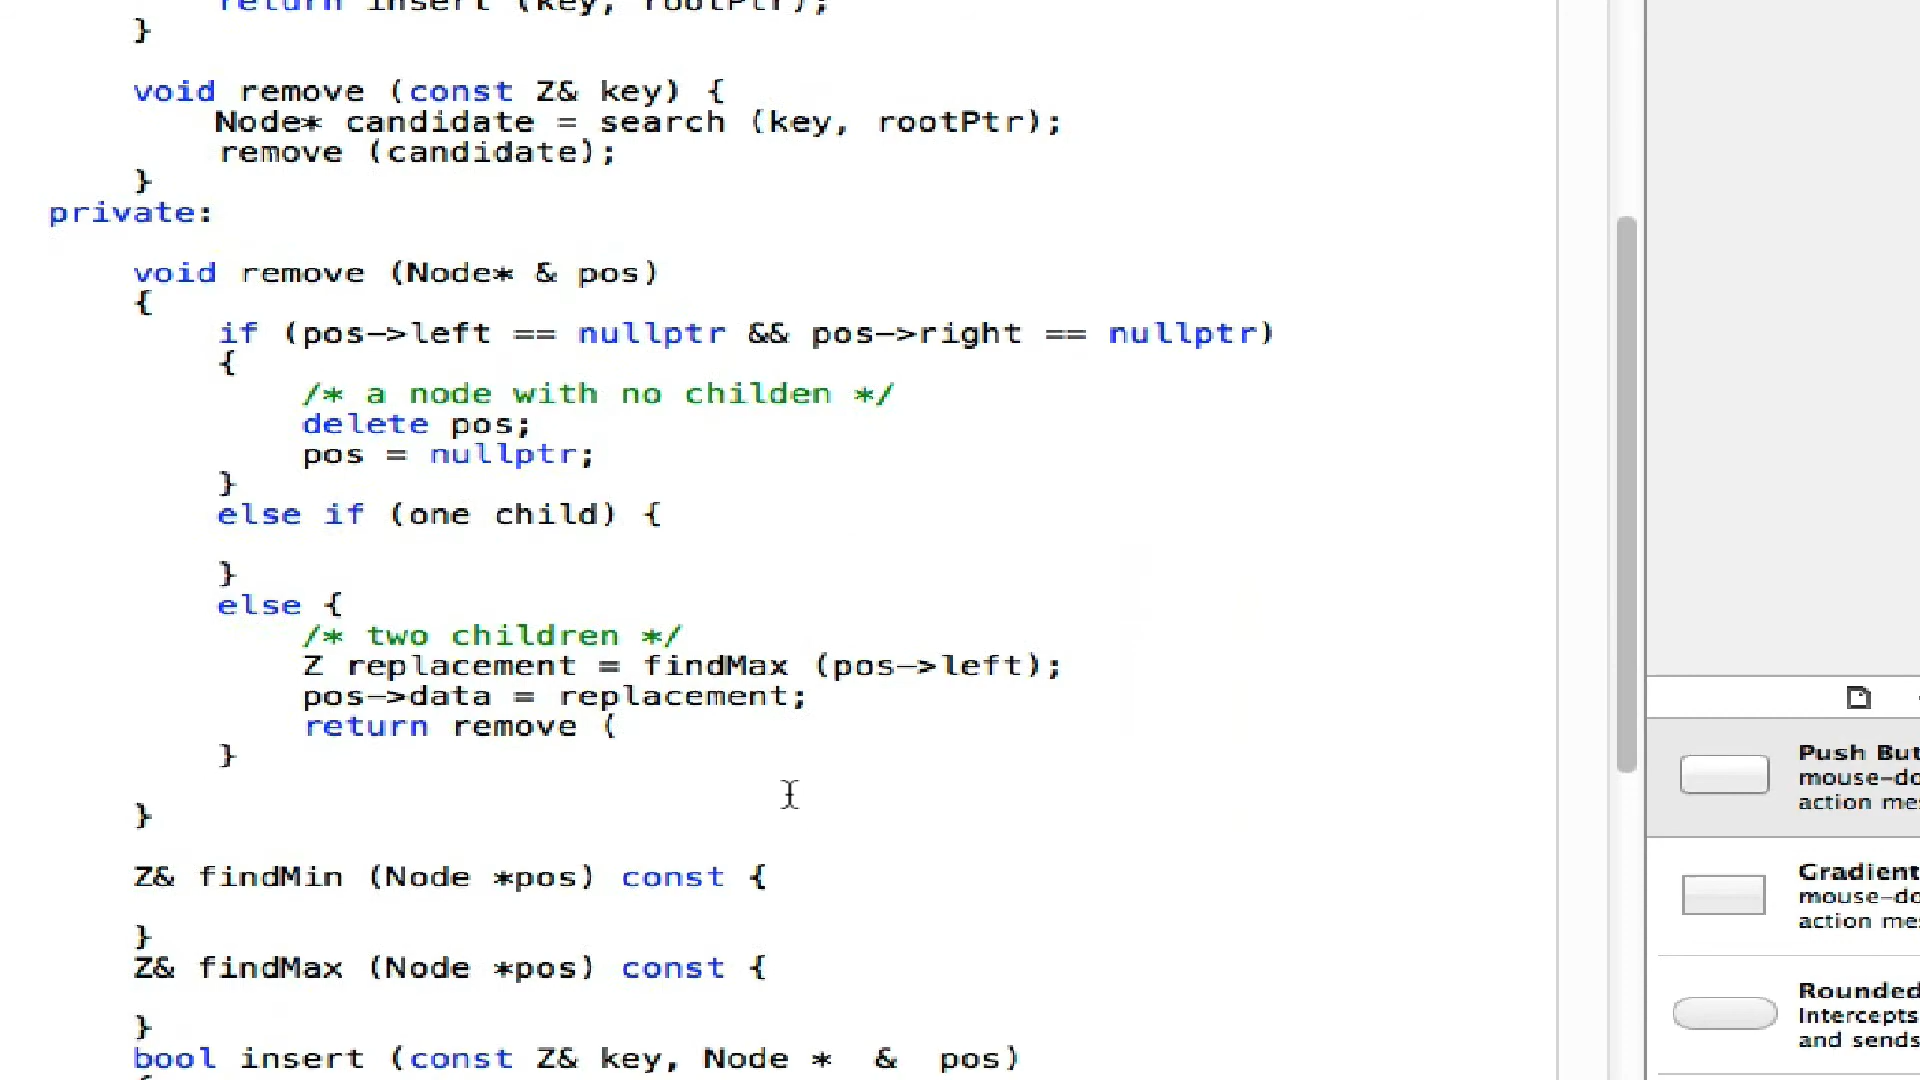 return insert (key, rootPtr);
}
void remove (const Z& key) {
Node* candidate = search (key, rootPtr);
remove (candidate);
}
private:
void remove (Node* & pos)
{
if (pos->left == nullptr && pos->right == nullptr)
{
/* a node with no childen */
delete pos;
pos = nullptr;
}
else if (one child) {
}
else {
/* two children */
Z replacement = findMax (pos->left);
pos->data = replacement;
return remove (
}
}
Z& findMin (Node *pos) const {
}
Z& findMax (Node *pos) const {
}
bool insert (const Z& key, Node * & pos)
{
Push But
mouse-do
action mes
Gradient
mouse-do
action mes
Rounded
Intercepts
and sends